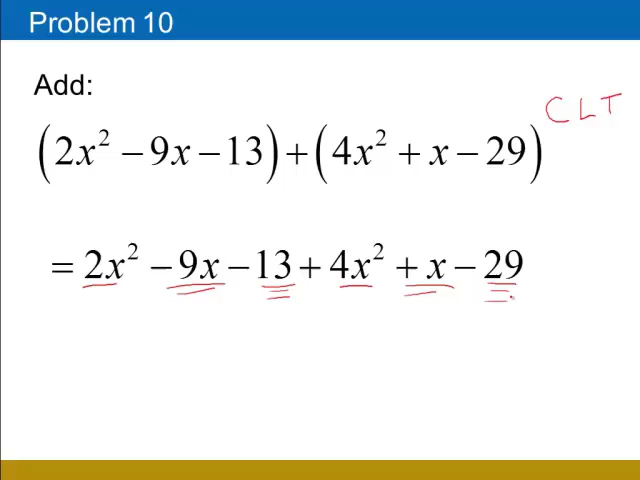 Problem 10
Add:
CLT
(2x² − 9x − 13) + (4x² + x − 29)
= 2x² − 9x − 13 + 4x² + x − 29